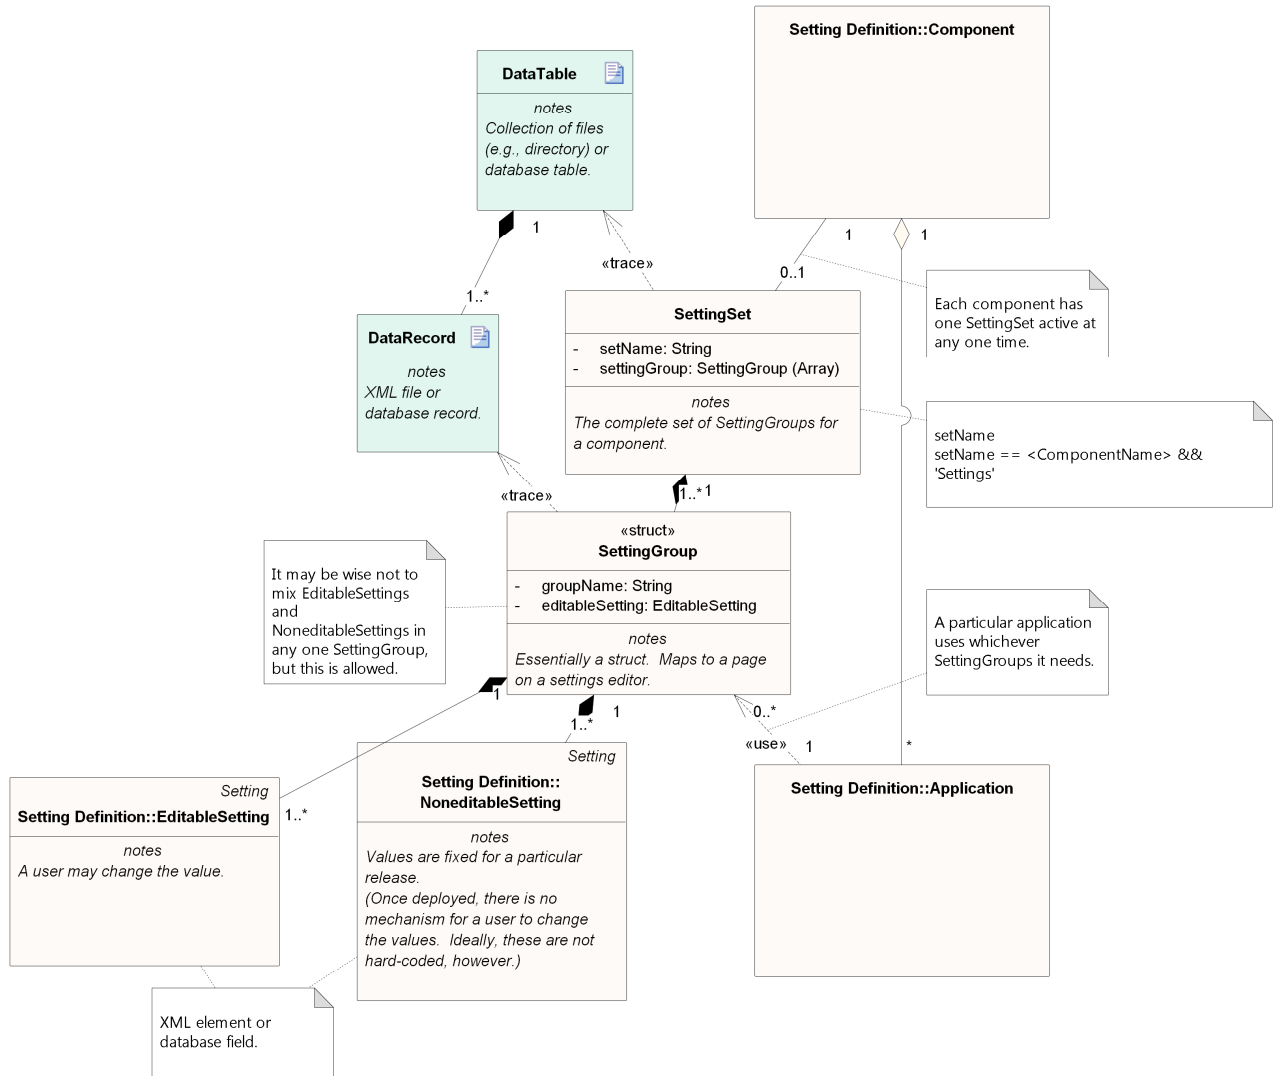 Setting Definition::Component
DataTable
notes
Collection of files
(e.g., directory) or
database table.
1
1
1
«trace»
0..1
1..*
Each component has
one SettingSet active at
any one time.
SettingSet
- setName: String
- settingGroup: SettingGroup (Array)
notes
The complete set of SettingGroups for
a component.
DataRecord
notes
XML file or
database record.
setName
setName == <ComponentName> &&
'Settings'
«trace»
1..*
1
«struct»
SettingGroup
- groupName: String
- editableSetting: EditableSetting
notes
Essentially a struct.  Maps to a page
on a settings editor.
It may be wise not to
mix EditableSettings
and
NoneditableSettings in
any one SettingGroup,
but this is allowed.
A particular application
uses whichever
SettingGroups it needs.
1
1
1..*
0..*
«use»
1
*
Setting
Setting Definition::
NoneditableSetting
notes
Values are fixed for a particular
release.
(Once deployed, there is no
mechanism for a user to change
the values.  Ideally, these are not
hard-coded, however.)
Setting
Setting Definition::EditableSetting
notes
A user may change the value.
1..*
Setting Definition::Application
XML element or
database field.